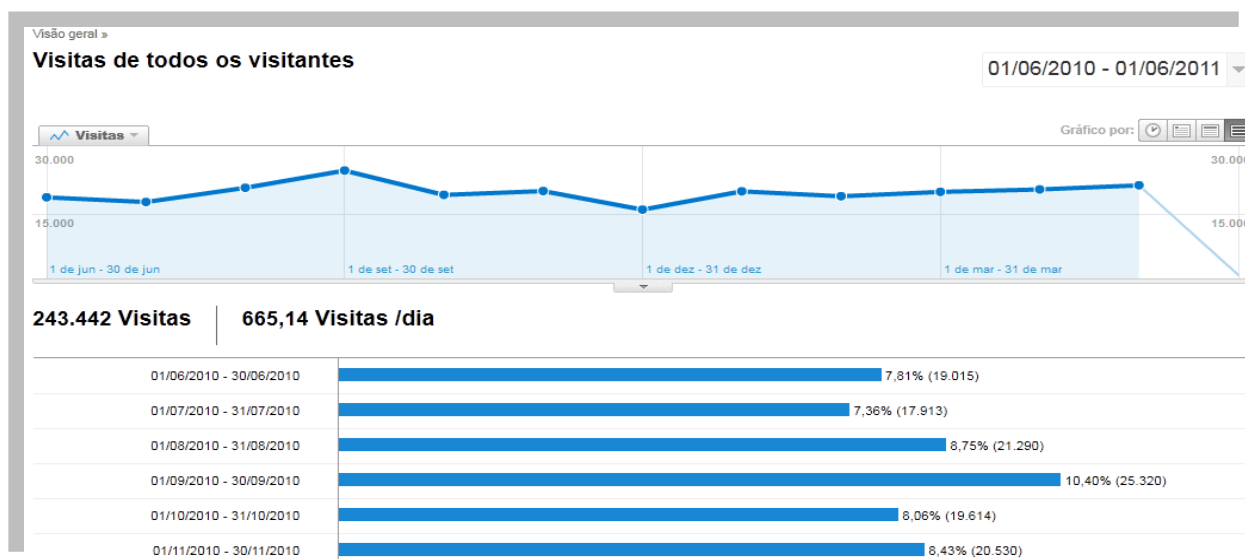 Visão geral »
Visitas de todos os visitantes
01/06/2010 - 01/06/2011
Visitas
Gráfico por:
30.000 30.000
15.000 15.000
1 de jun - 30 de jun 1 de set - 30 de set 1 de dez - 31 de dez 1 de mar - 31 de mar
243.442 Visitas 665,14 Visitas /dia
01/06/2010 - 30/06/2010 7,81% (19.015)
01/07/2010 - 31/07/2010 7,36% (17.913)
01/08/2010 - 31/08/2010 8,75% (21.290)
01/09/2010 - 30/09/2010 10,40% (25.320)
01/10/2010 - 31/10/2010 8,06% (19.614)
01/11/2010 - 30/11/2010 8,43% (20.530)